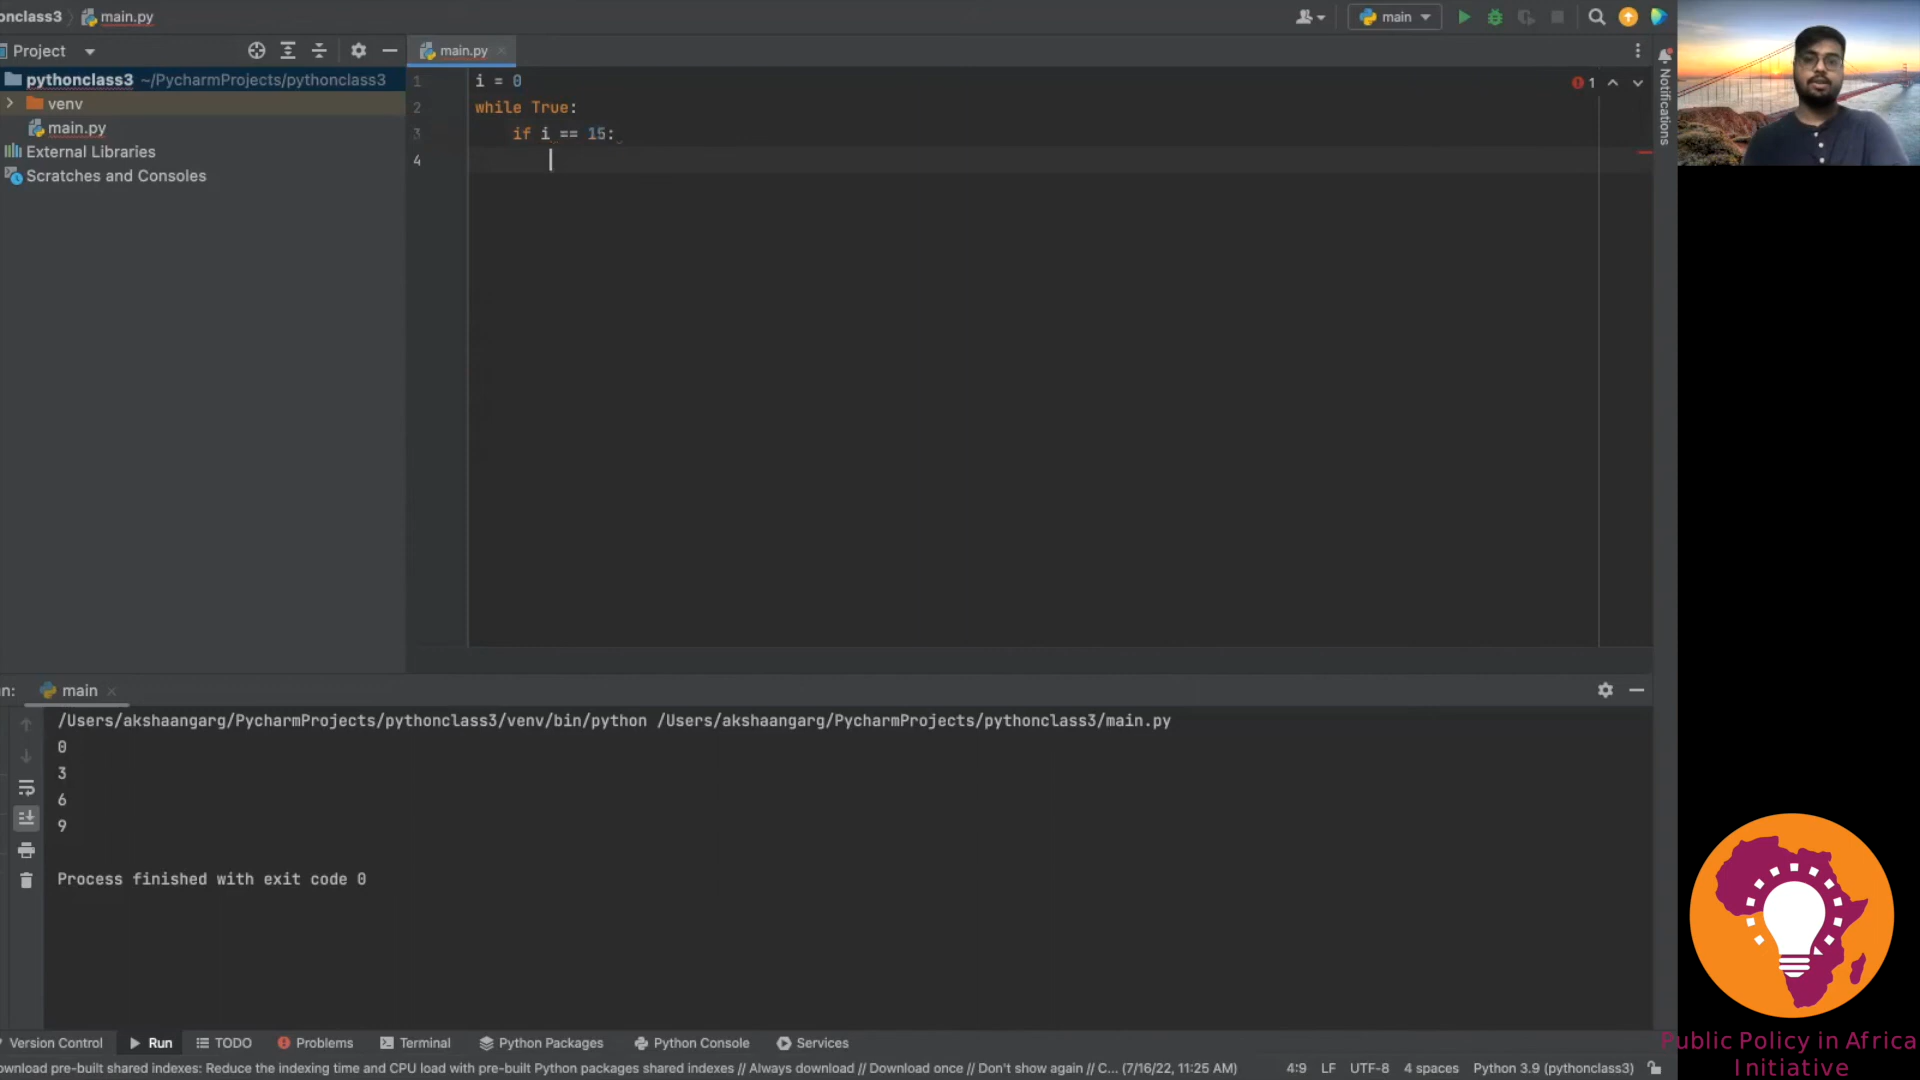 onclass3
main.py
main
Project
main.py
pythonclass3 ~/PycharmProjects/pythonclass3
venv
main.py
External Libraries
Scratches and Consoles
1 i = 0
2 while True:
3 if i == 15:
4
1
Notifications
n: main
/Users/akshaangarg/PycharmProjects/pythonclass3/venv/bin/python /Users/akshaangarg/PycharmProjects/pythonclass3/main.py
0
3
6
9
Process finished with exit code 0
Version Control Run TODO Problems Terminal Python Packages Python Console Services
ownload pre-built shared indexes: Reduce the indexing time and CPU load with pre-built Python packages shared indexes // Always download // Download once // Don't show again // C... (7/16/22, 11:25 AM) 4:9 LF UTF-8 4 spaces Python 3.9 (pythonclass3)
Public Policy in Africa
Initiative